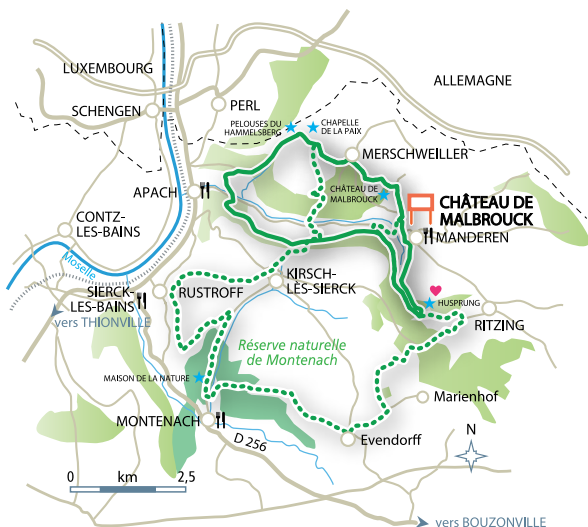 LUXEMBOURG
ALLEMAGNE
SCHENGEN
PERL
PELOUSES DU
HAMMELSBERG
CHAPELLE
DE LA PAIX
MERSCHWEILLER
APACH
CHÂTEAU DE
MALBROUCK
CHÂTEAU DE
MALBROUCK
CONTZ-
LES-BAINS
MANDEREN
Moselle
KIRSCH-
LÈS-SIERCK
SIERCK-
LES-BAINS
RUSTROFF
HUSPRUNG
RITZING
vers THIONVILLE
Réserve naturelle
de Montenach
MAISON DE LA NATURE
Marienhof
MONTENACH
D 256
Evendorff
N
0 km 2,5
vers BOUZONVILLE